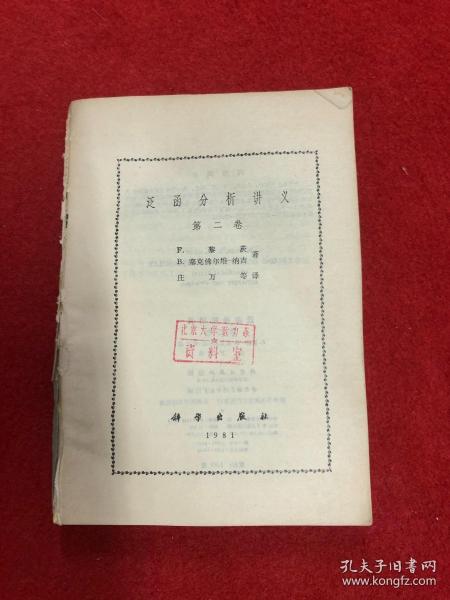 泛函分析讲义
第二卷
F. 黎茨
B. 塞克佛尔维-纳吉 著
庄万 等译
北京大学数力系
资料室
科学出版社
1981
孔夫子旧书网
www.kongfz.com